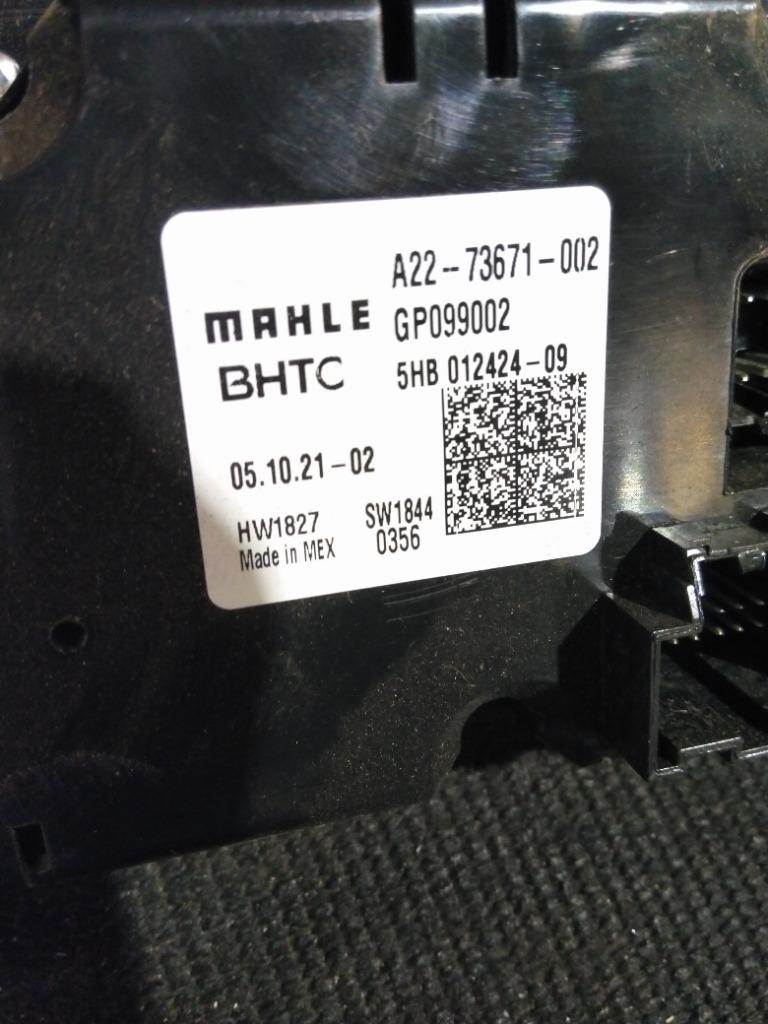 A22--73671-002
MAHLE GP099002
BHTC 5HB 012424-09
05.10.21-02
HW1827 SW1844
Made in MEX 0356